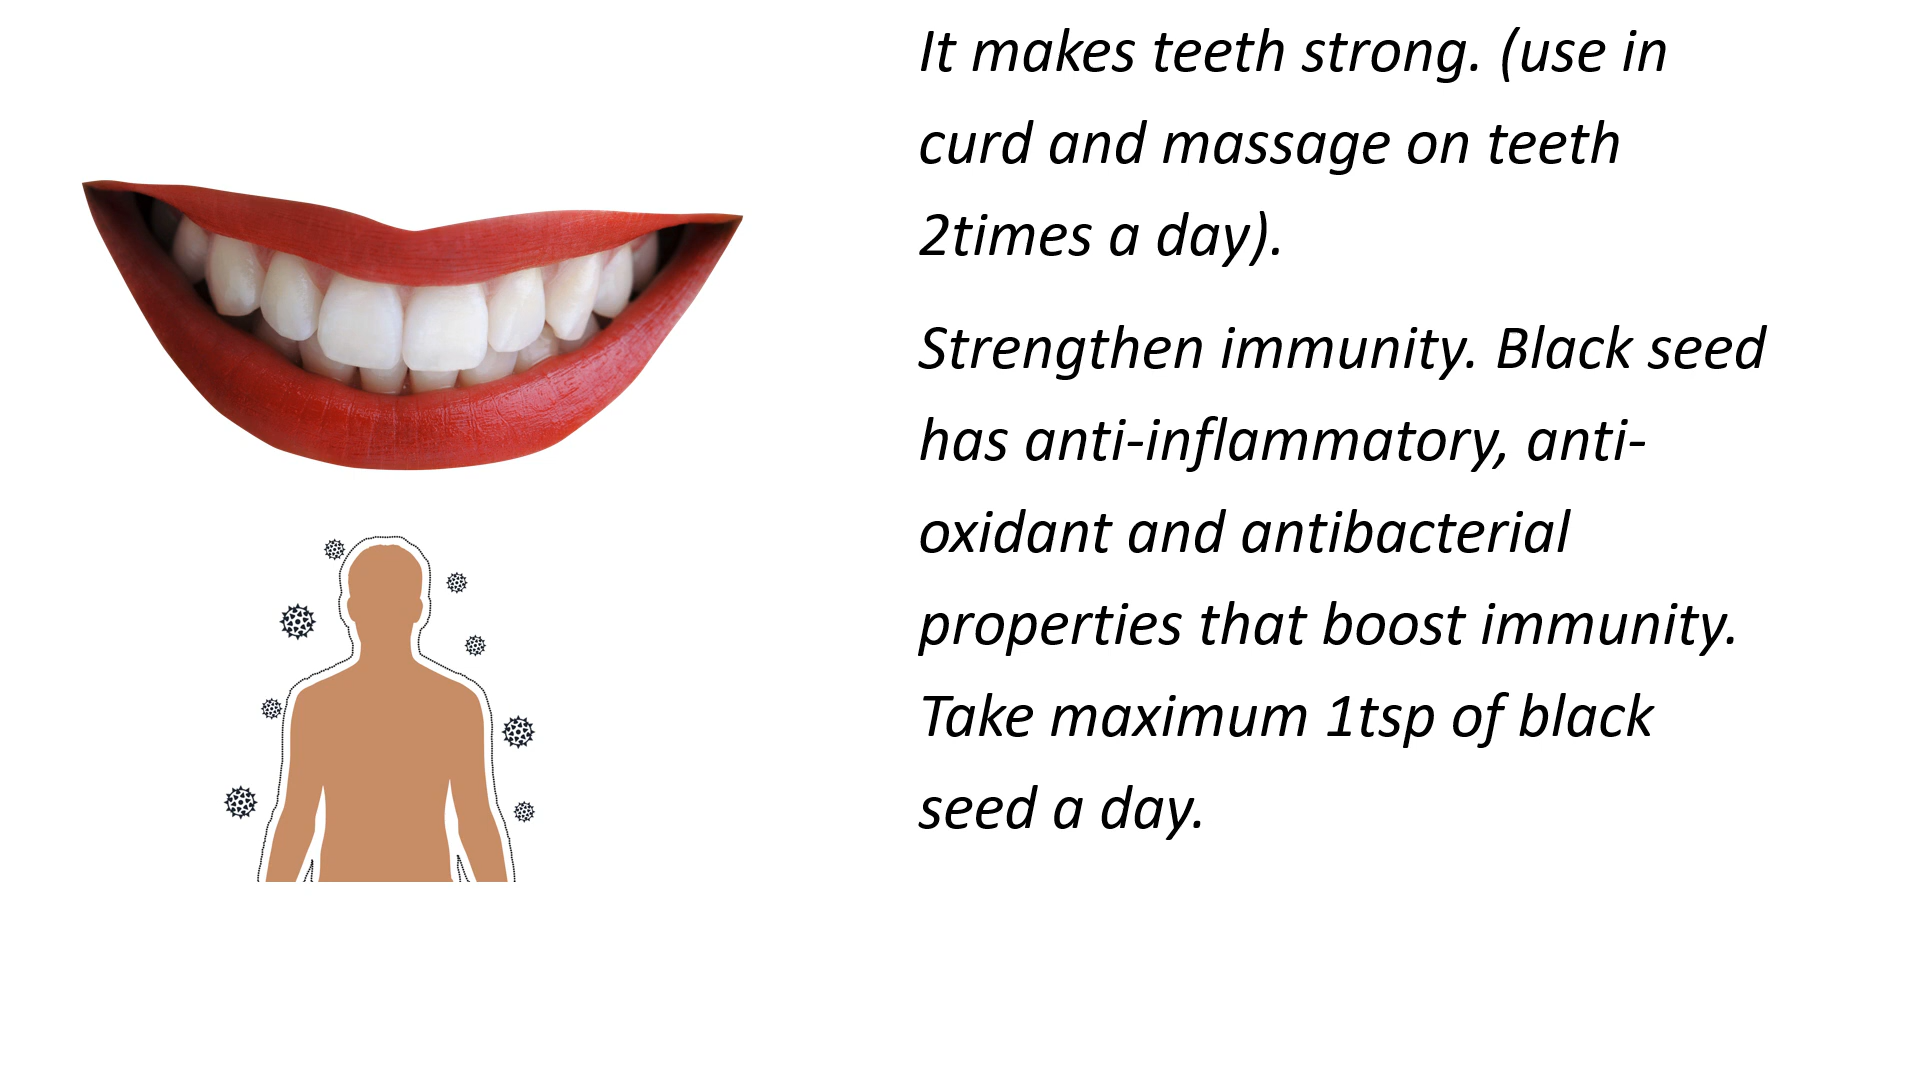 It makes teeth strong. (use in
curd and massage on teeth
2times a day).
Strengthen immunity. Black seed
has anti-inflammatory, anti-
oxidant and antibacterial
properties that boost immunity.
Take maximum 1tsp of black
seed a day.